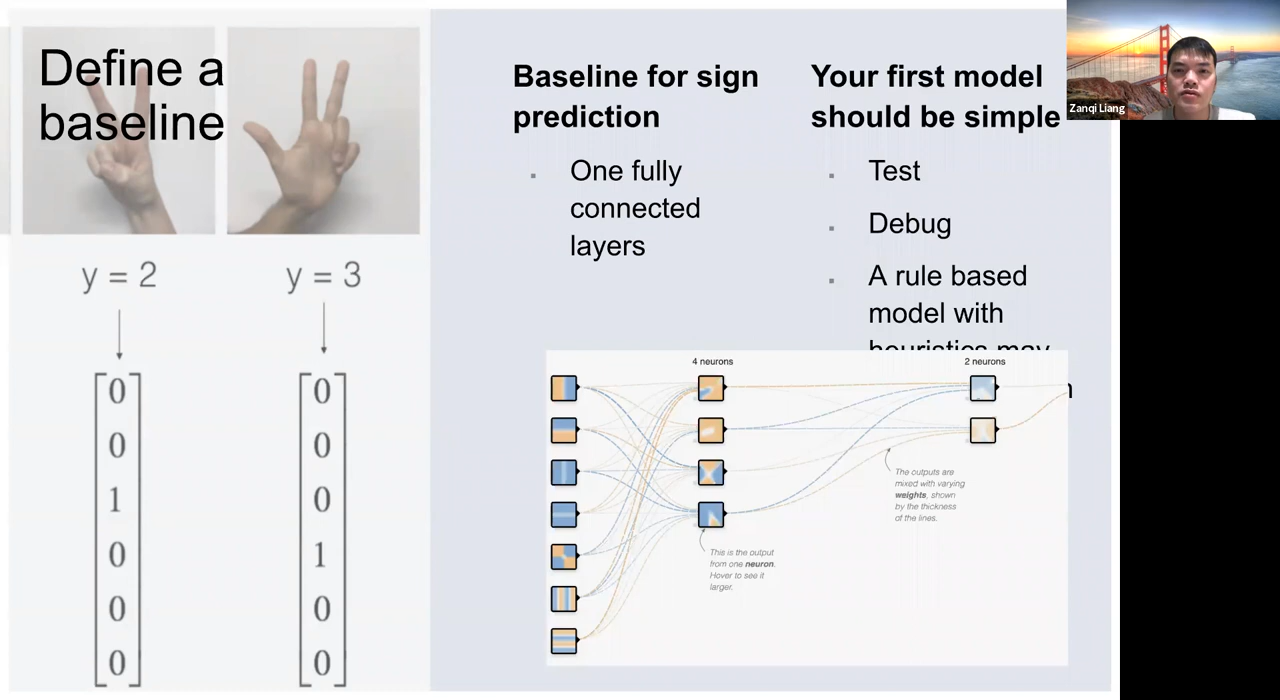 Define a
baseline
y = 2
y = 3
0
0
1
0
0
0
0
0
0
1
0
0
Baseline for sign
prediction
One fully
connected
layers
Your first model
should be simple
Test
Debug
A rule based
model with
heuristics may
4 neurons
2 neurons
The outputs are
mixed with varying
weights, shown
by the thickness
of the lines.
This is the output
from one neuron.
Hover to see it
larger.
Zanqi Liang